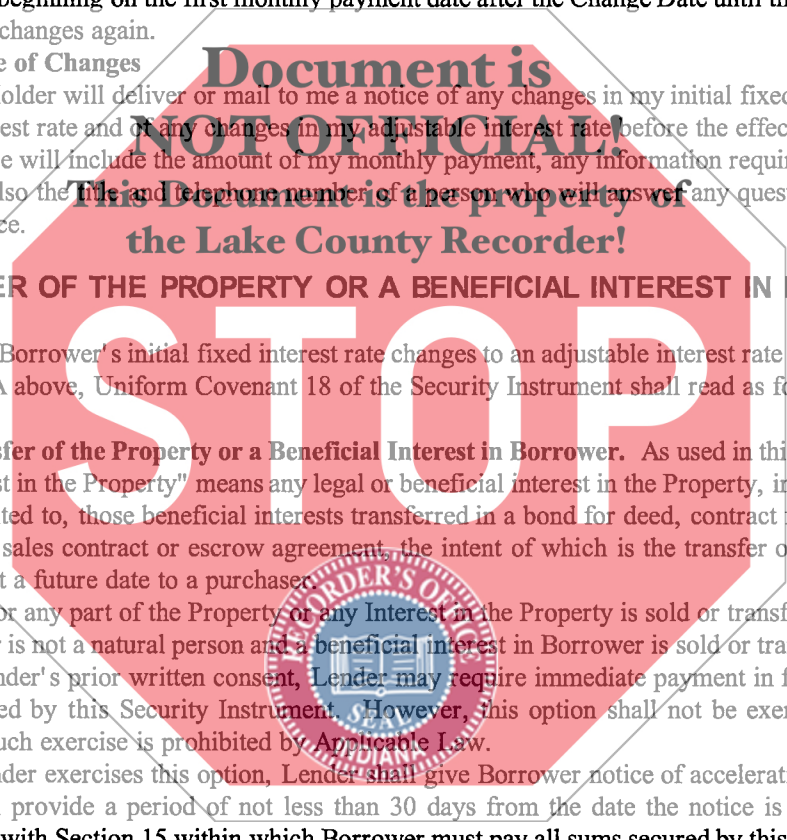 beginning on the first monthly payment date after the Change Date until th
changes again.
e of Changes
Document is
older will deliver or mail to me a notice of any changes in my initial fixed
NOT OFFICIAL!
est rate and of any changes in my adjustable interest rate before the effec
e will include the amount of my monthly payment, any information requir
This Document is the property of
lso the title and telephone number of a person who will answer any ques
ce.
the Lake County Recorder!
ER OF THE PROPERTY OR A BENEFICIAL INTEREST IN
STOP
Borrower's initial fixed interest rate changes to an adjustable interest rate
A above, Uniform Covenant 18 of the Security Instrument shall read as fo
sfer of the Property or a Beneficial Interest in Borrower. As used in thi
st in the Property" means any legal or beneficial interest in the Property, in
ted to, those beneficial interests transferred in a bond for deed, contract
sales contract or escrow agreement, the intent of which is the transfer o
t a future date to a purchaser.
or any part of the Property or any Interest in the Property is sold or transf
r is not a natural person and a beneficial interest in Borrower is sold or tra
nder's prior written consent, Lender may require immediate payment in f
ed by this Security Instrument. However, this option shall not be exer
uch exercise is prohibited by Applicable Law.
RECORDER'S OFFICE
SEAL
INDIANA
der exercises this option, Lender shall give Borrower notice of accelerati
provide a period of not less than 30 days from the date the notice is
with Section 15 within which Borrower must pay all sums secured by this